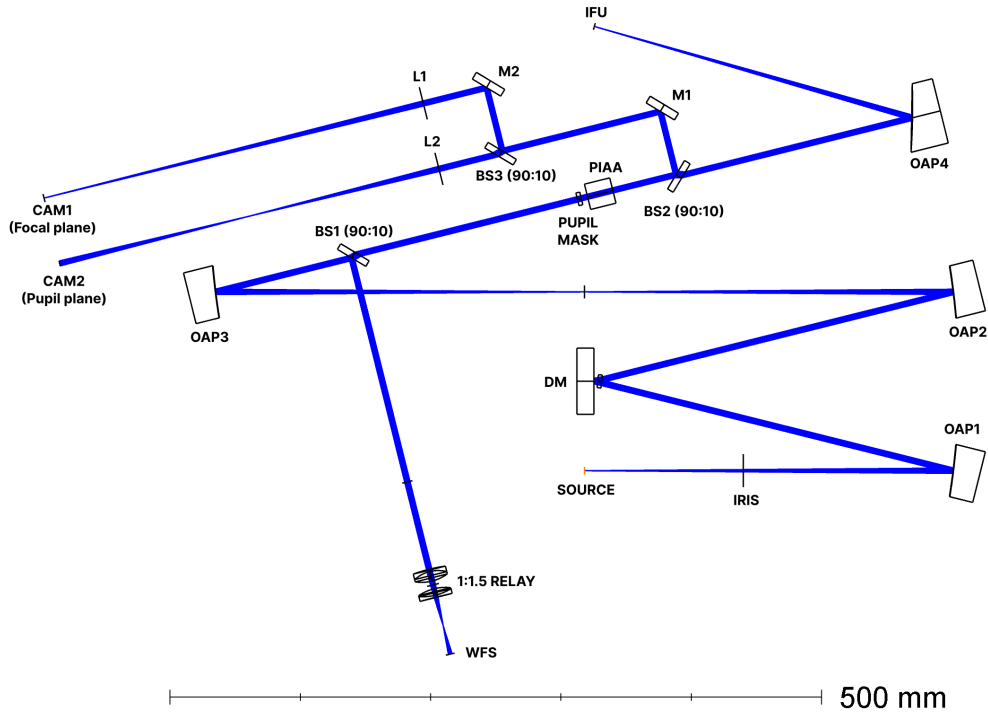 IFU
M2
L1
M1
L2
PIAA
BS3 (90:10)
OAP4
CAM1
(Focal plane)
PUPIL
MASK
BS2 (90:10)
BS1 (90:10)
CAM2
(Pupil plane)
OAP3
OAP2
DM
OAP1
SOURCE
IRIS
1:1.5 RELAY
WFS
500 mm